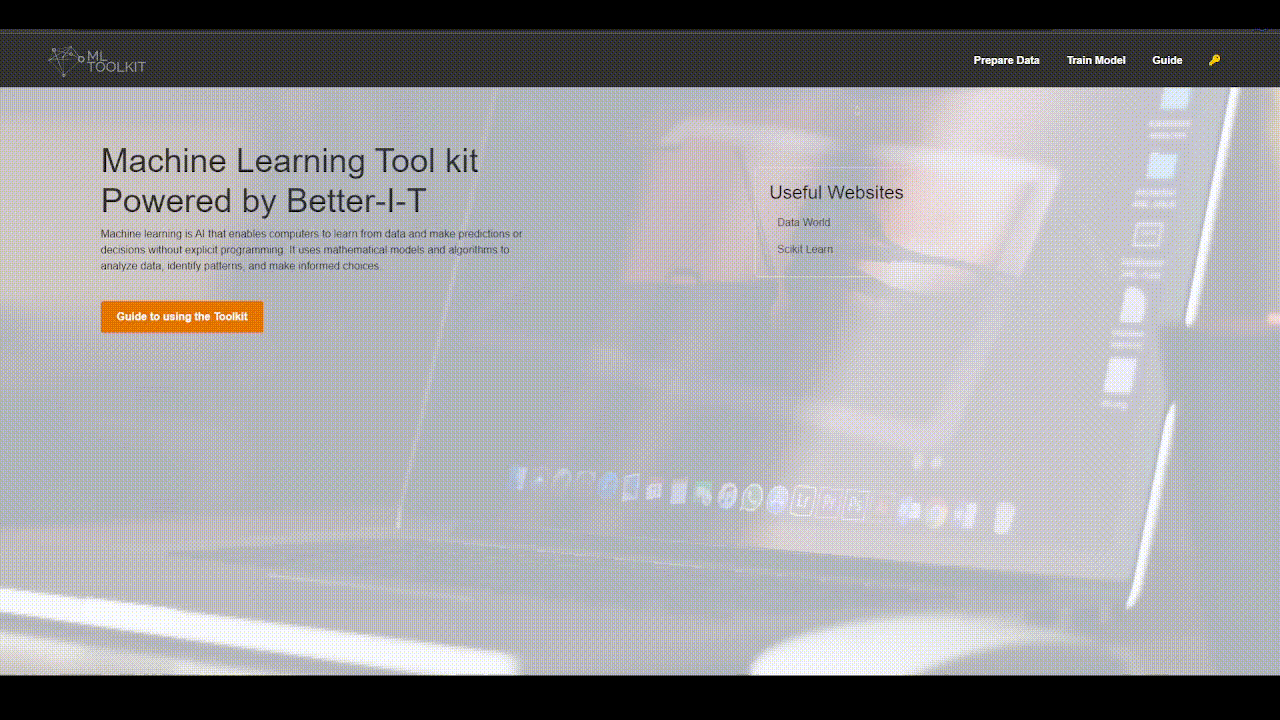 ML
TOOLKIT
Prepare Data
Train Model
Guide
Machine Learning Tool kit
Powered by Better-I-T
Machine learning is AI that enables computers to learn from data and make predictions or
decisions without explicit programming. It uses mathematical models and algorithms to
analyze data, identify patterns, and make informed choices.
Guide to using the Toolkit
Useful Websites
Data World
Scikit Learn
Lr
Pr
Ps